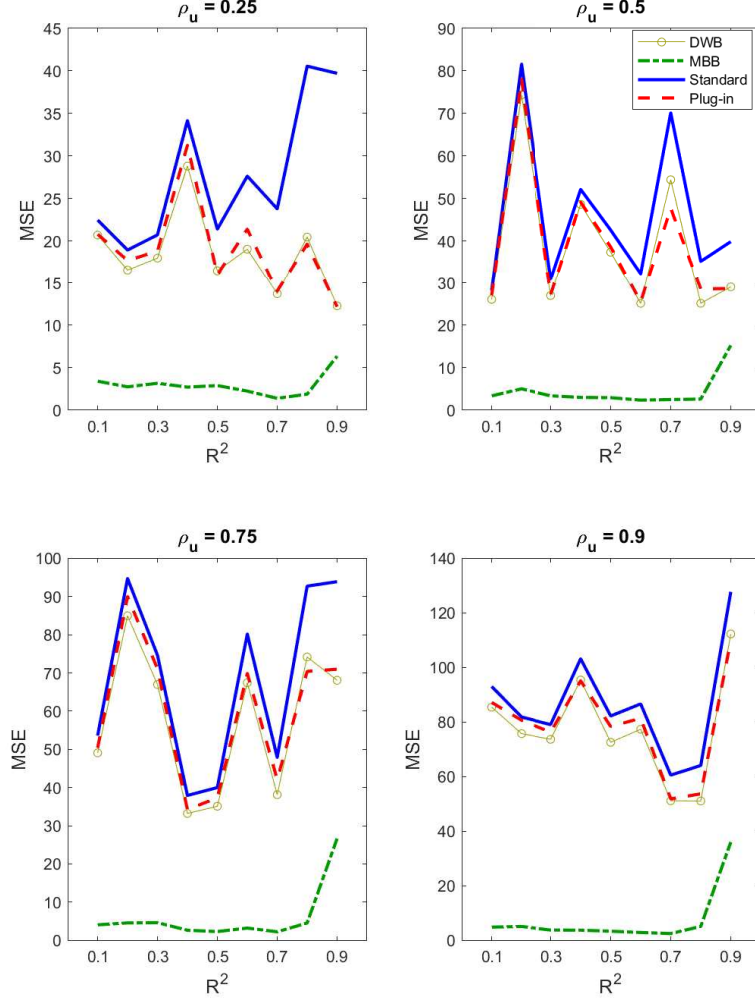 ρu = 0.25
45
40
35
30
25
20
15
10
5
0
MSE
0.1 0.3 0.5 0.7 0.9
R2
ρu = 0.5
90
80
70
60
50
40
30
20
10
0
MSE
0.1 0.3 0.5 0.7 0.9
R2
DWB
MBB
Standard
Plug-in
ρu = 0.75
100
90
80
70
60
50
40
30
20
10
0
MSE
0.1 0.3 0.5 0.7 0.9
R2
ρu = 0.9
140
120
100
80
60
40
20
0
MSE
0.1 0.3 0.5 0.7 0.9
R2